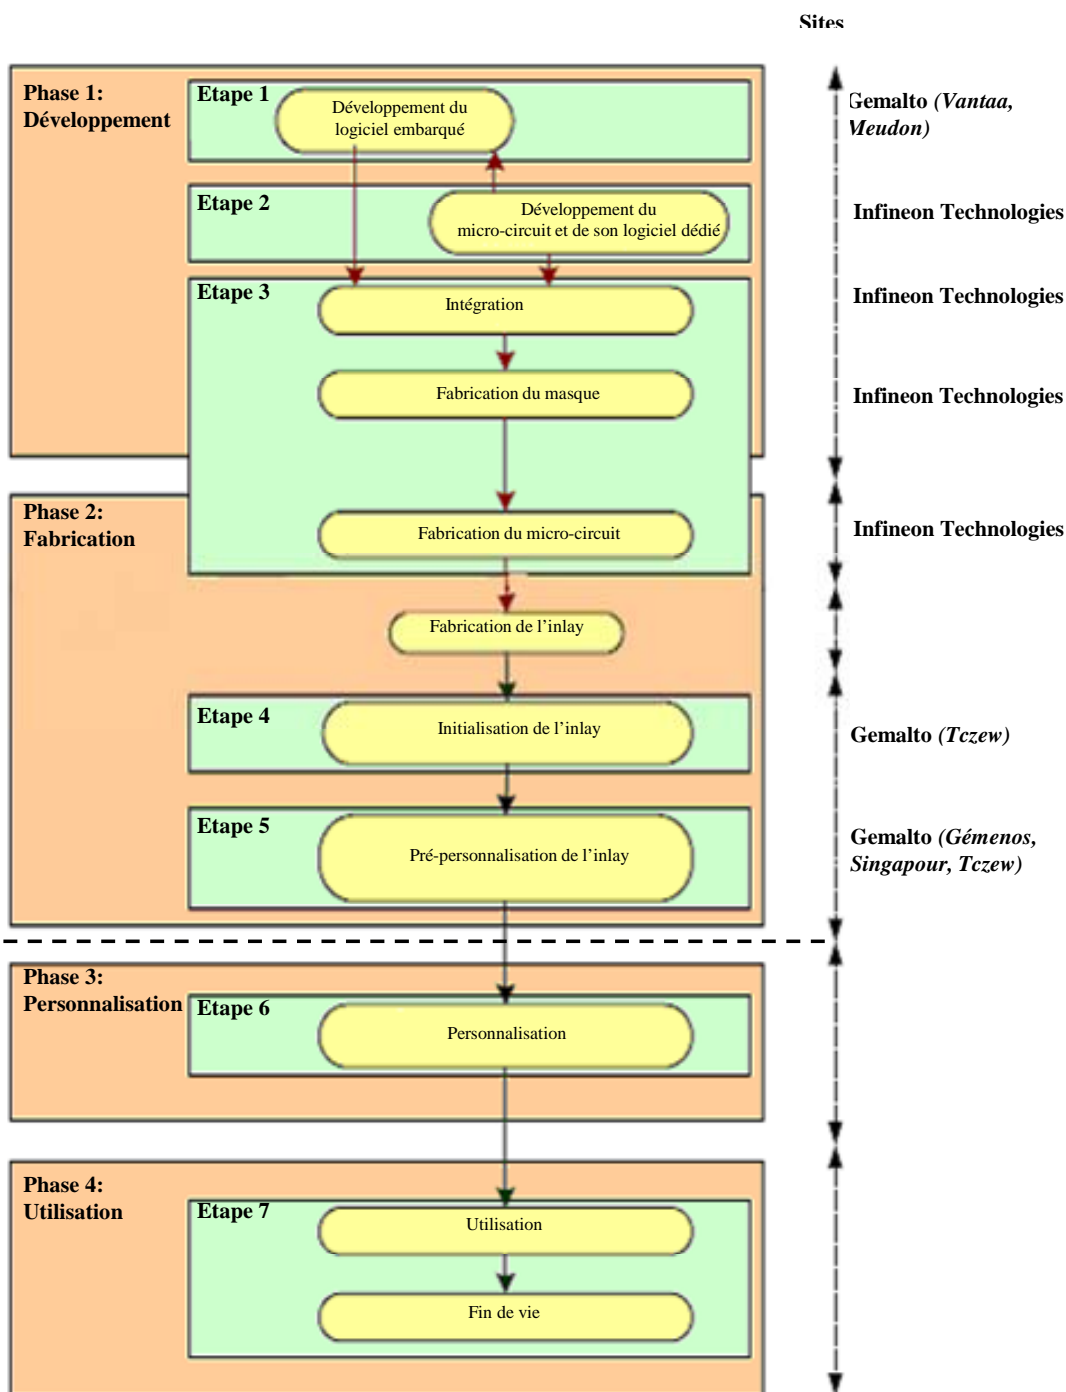 Sites
Phase 1:
Développement
Etape 1
Développement du
logiciel embarqué
Gemalto (Vantaa,
Meudon)
Etape 2
Développement du
micro-circuit et de son logiciel dédié
Infineon Technologies
Etape 3
Intégration
Infineon Technologies
Fabrication du masque
Infineon Technologies
Phase 2:
Fabrication
Fabrication du micro-circuit
Infineon Technologies
Fabrication de l'inlay
Etape 4
Initialisation de l'inlay
Gemalto (Tczew)
Etape 5
Pré-personnalisation de l'inlay
Gemalto (Gémenos,
Singapour, Tczew)
Phase 3:
Personnalisation
Etape 6
Personnalisation
Phase 4:
Utilisation
Etape 7
Utilisation
Fin de vie